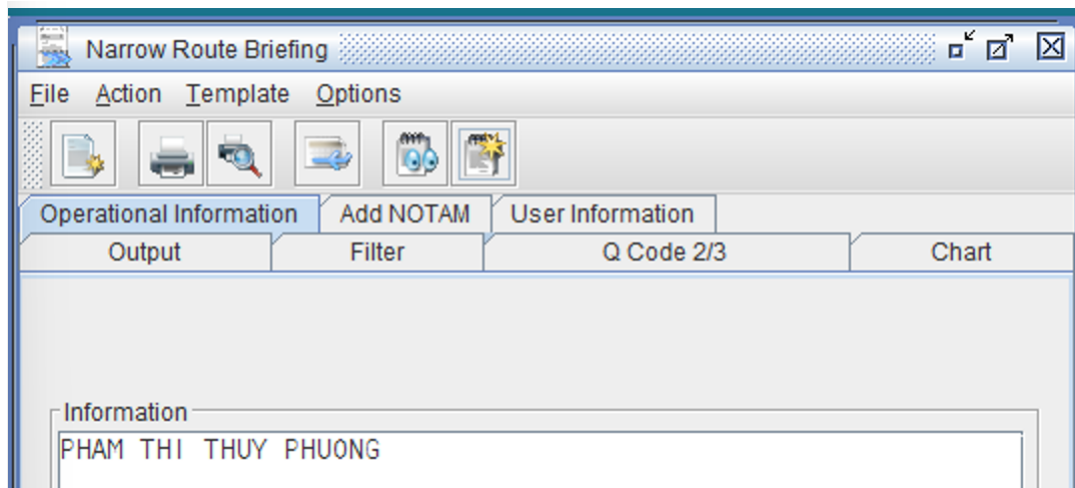 Narrow Route Briefing
File Action Template Options
Operational Information Add NOTAM User Information
Output Filter Q Code 2/3 Chart
Information
PHAM THI THUY PHUONG